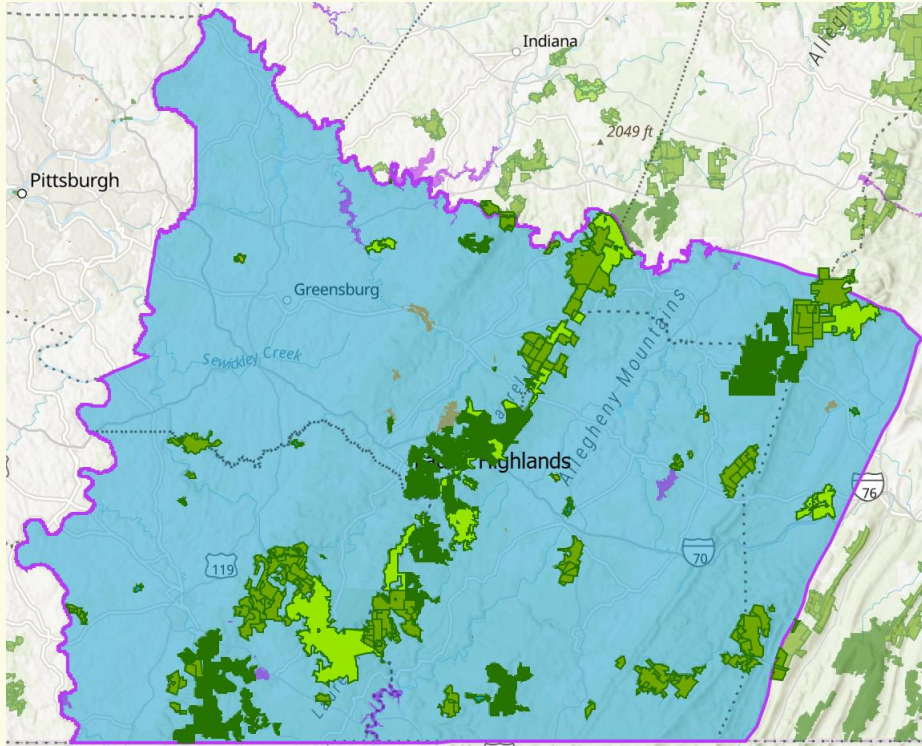 Indiana
2049 ft
Pittsburgh
Greensburg
Sewickley Creek
Allegheny Mountains
Highlands
76
70
119